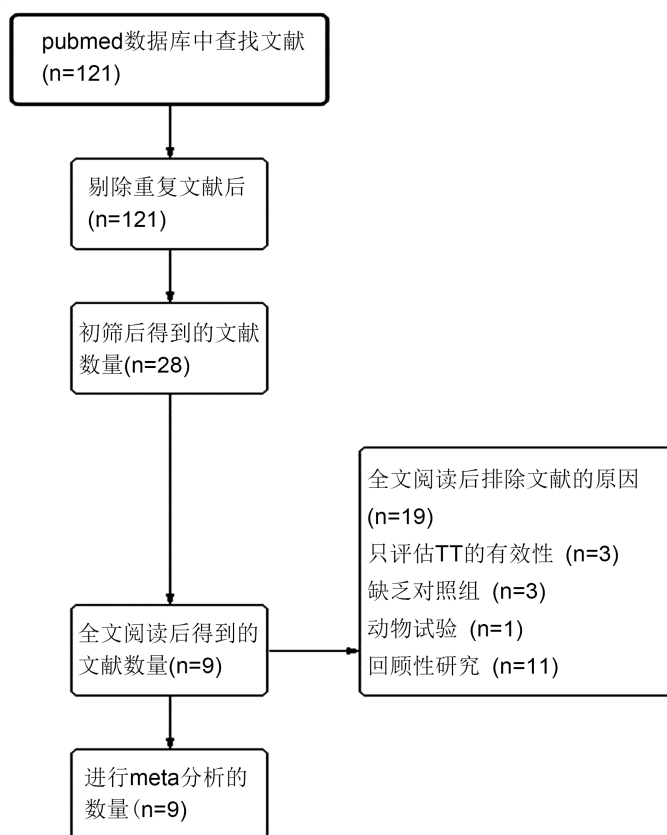 pubmed数据库中查找文献
(n=121)
剔除重复文献后
(n=121)
初筛后得到的文献
数量(n=28)
全文阅读后排除文献的原因
(n=19)
只评估TT的有效性 (n=3)
缺乏对照组 (n=3)
动物试验 (n=1)
回顾性研究 (n=11)
全文阅读后得到的
文献数量(n=9)
进行meta分析的
数量(n=9)